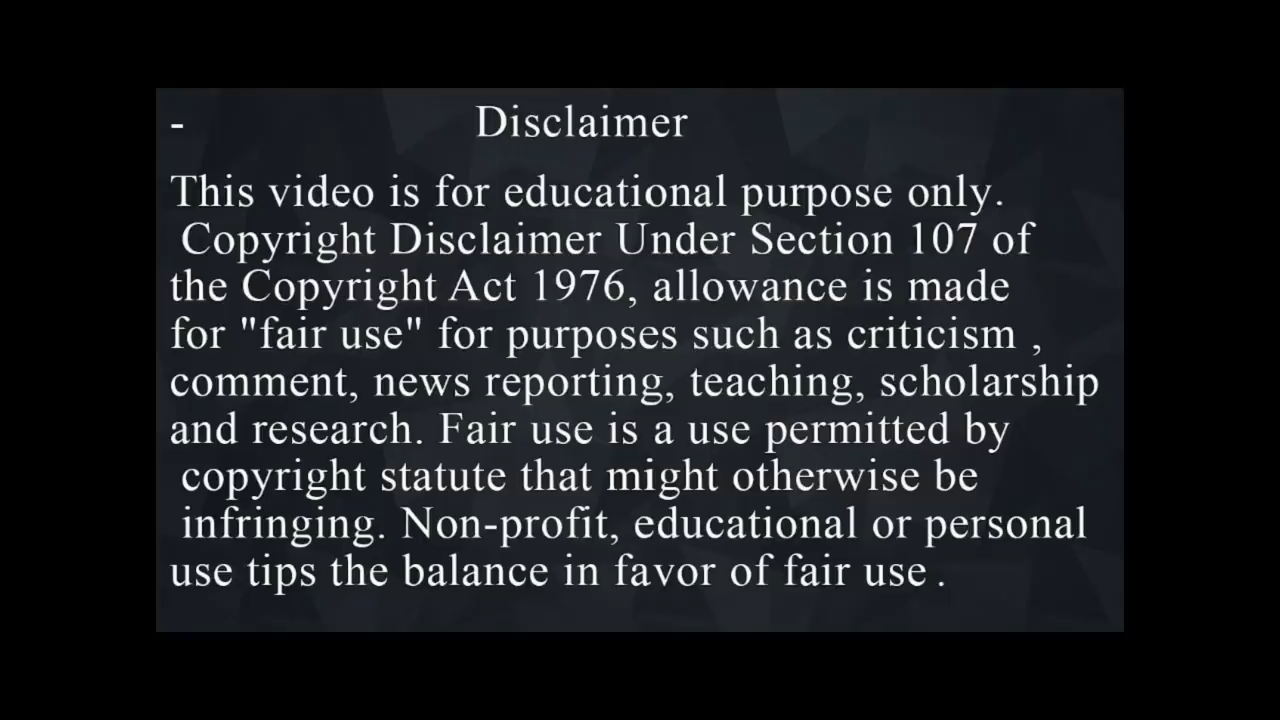 - Disclaimer
This video is for educational purpose only.
Copyright Disclaimer Under Section 107 of
the Copyright Act 1976, allowance is made
for "fair use" for purposes such as criticism ,
comment, news reporting, teaching, scholarship
and research. Fair use is a use permitted by
copyright statute that might otherwise be
infringing. Non-profit, educational or personal
use tips the balance in favor of fair use .